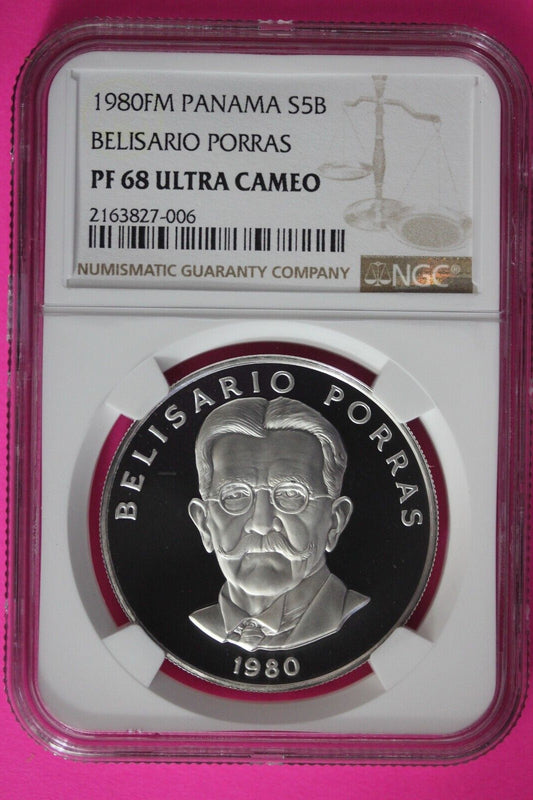 1980FM PANAMA S5B
BELISARIO PORRAS
PF 68 ULTRA CAMEO
2163827-006
NUMISMATIC GUARANTY COMPANY
NGC®
BELISARIO PORRAS
1980